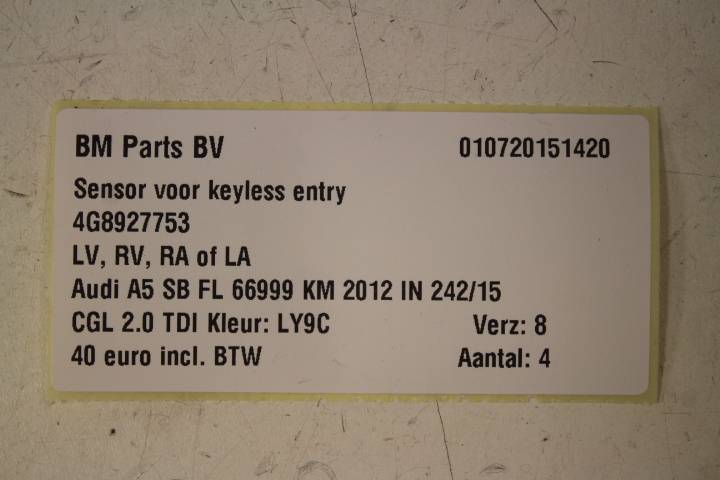 BM Parts BV 010720151420
Sensor voor keyless entry
4G8927753
LV, RV, RA of LA
Audi A5 SB FL 66999 KM 2012 IN 242/15
CGL 2.0 TDI Kleur: LY9C Verz: 8
40 euro incl. BTW Aantal: 4